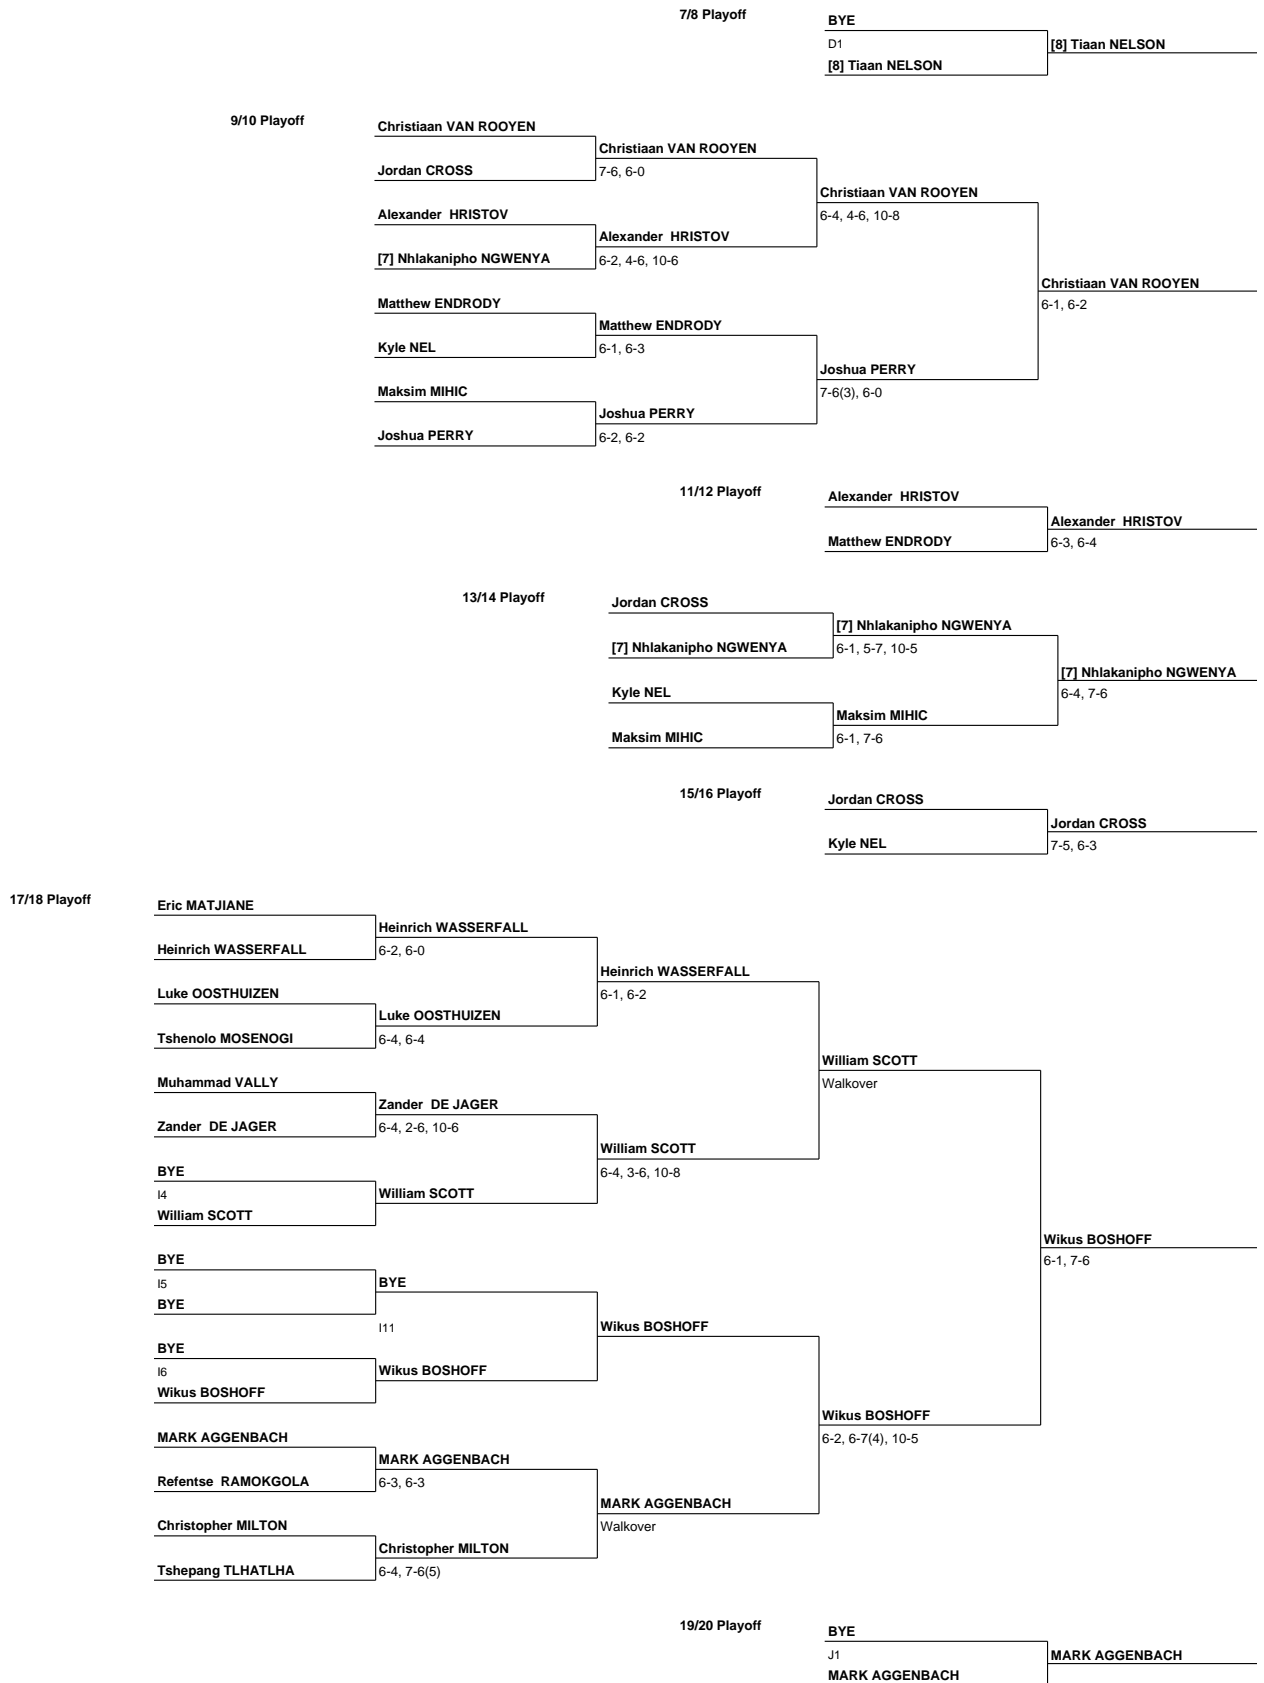 7/8 Playoff
BYE
D1
[8] Tiaan NELSON
[8] Tiaan NELSON
9/10 Playoff
Christiaan VAN ROOYEN
Christiaan VAN ROOYEN
Jordan CROSS
7-6, 6-0
Christiaan VAN ROOYEN
Alexander HRISTOV
6-4, 4-6, 10-8
Alexander HRISTOV
[7] Nhlakanipho NGWENYA
6-2, 4-6, 10-6
Christiaan VAN ROOYEN
6-1, 6-2
Matthew ENDRODY
Matthew ENDRODY
Kyle NEL
6-1, 6-3
Joshua PERRY
7-6(3), 6-0
Maksim MIHIC
Joshua PERRY
Joshua PERRY
6-2, 6-2
11/12 Playoff
Alexander HRISTOV
Alexander HRISTOV
Matthew ENDRODY
6-3, 6-4
13/14 Playoff
Jordan CROSS
[7] Nhlakanipho NGWENYA
[7] Nhlakanipho NGWENYA
6-1, 5-7, 10-5
[7] Nhlakanipho NGWENYA
6-4, 7-6
Kyle NEL
Maksim MIHIC
Maksim MIHIC
6-1, 7-6
15/16 Playoff
Jordan CROSS
Jordan CROSS
Kyle NEL
7-5, 6-3
17/18 Playoff
Eric MATJIANE
Heinrich WASSERFALL
Heinrich WASSERFALL
6-2, 6-0
Heinrich WASSERFALL
6-1, 6-2
Luke OOSTHUIZEN
Luke OOSTHUIZEN
Tshenolo MOSENOGI
6-4, 6-4
William SCOTT
Walkover
Muhammad VALLY
Zander DE JAGER
Zander DE JAGER
6-4, 2-6, 10-6
William SCOTT
6-4, 3-6, 10-8
BYE
I4
William SCOTT
William SCOTT
Wikus BOSHOFF
6-1, 7-6
BYE
I5
BYE
BYE
I11
Wikus BOSHOFF
BYE
I6
Wikus BOSHOFF
Wikus BOSHOFF
Wikus BOSHOFF
6-2, 6-7(4), 10-5
MARK AGGENBACH
MARK AGGENBACH
Refentse RAMOKGOLA
6-3, 6-3
MARK AGGENBACH
Walkover
Christopher MILTON
Christopher MILTON
Tshepang TLHATLHA
6-4, 7-6(5)
19/20 Playoff
BYE
J1
MARK AGGENBACH
MARK AGGENBACH